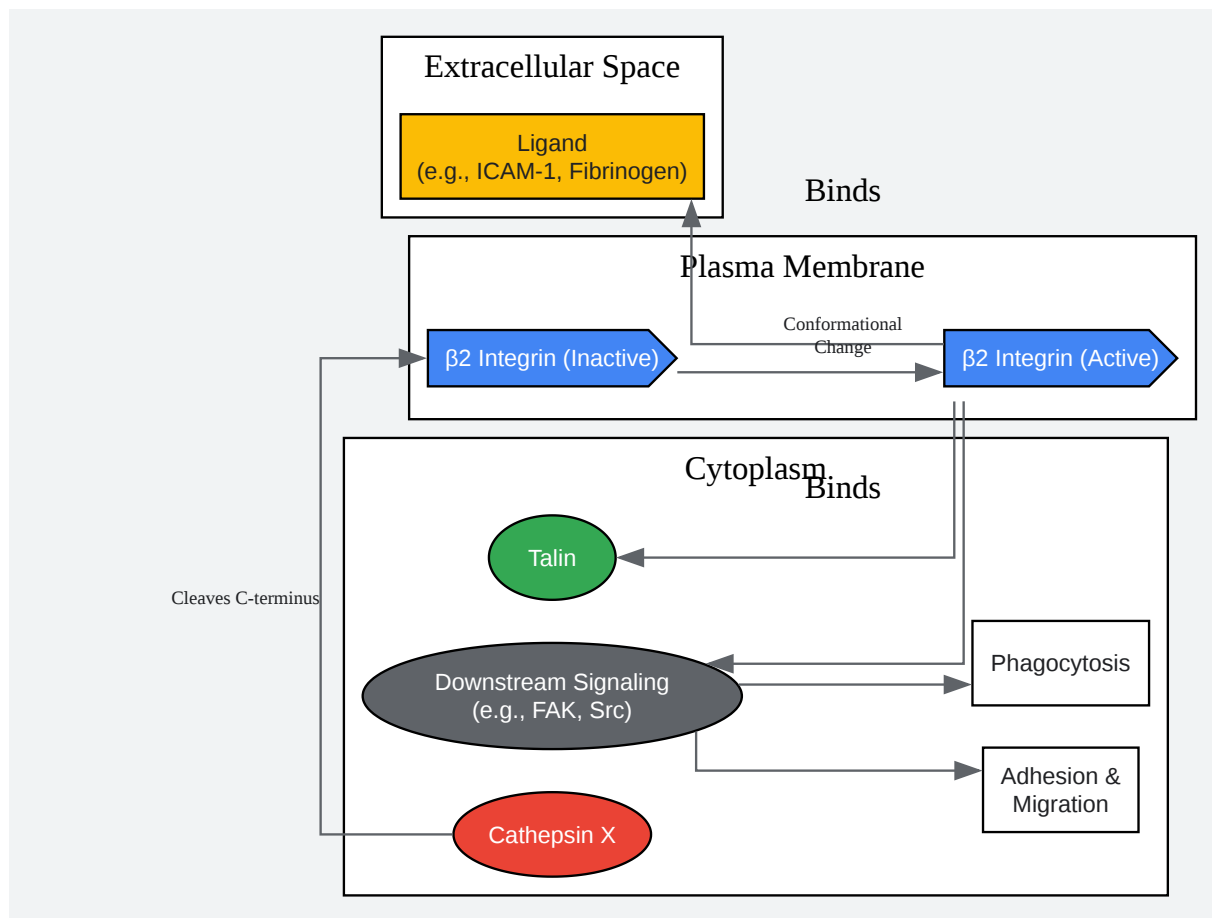 Extracellular Space
Ligand
(e.g., ICAM-1, Fibrinogen)
Binds
Plasma Membrane
Conformational
Change
β2 Integrin (Inactive)
β2 Integrin (Active)
Cytoplasm
Binds
Talin
Cleaves C-terminus
Downstream Signaling
(e.g., FAK, Src)
Phagocytosis
Adhesion &
Migration
Cathepsin X